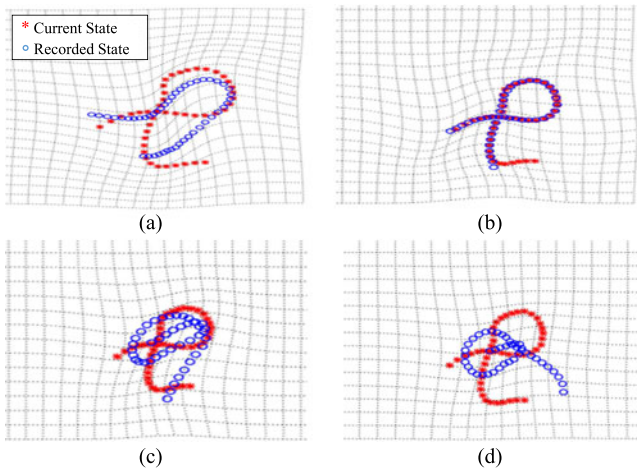 * Current State
o Recorded State
(a)
(b)
(c)
(d)